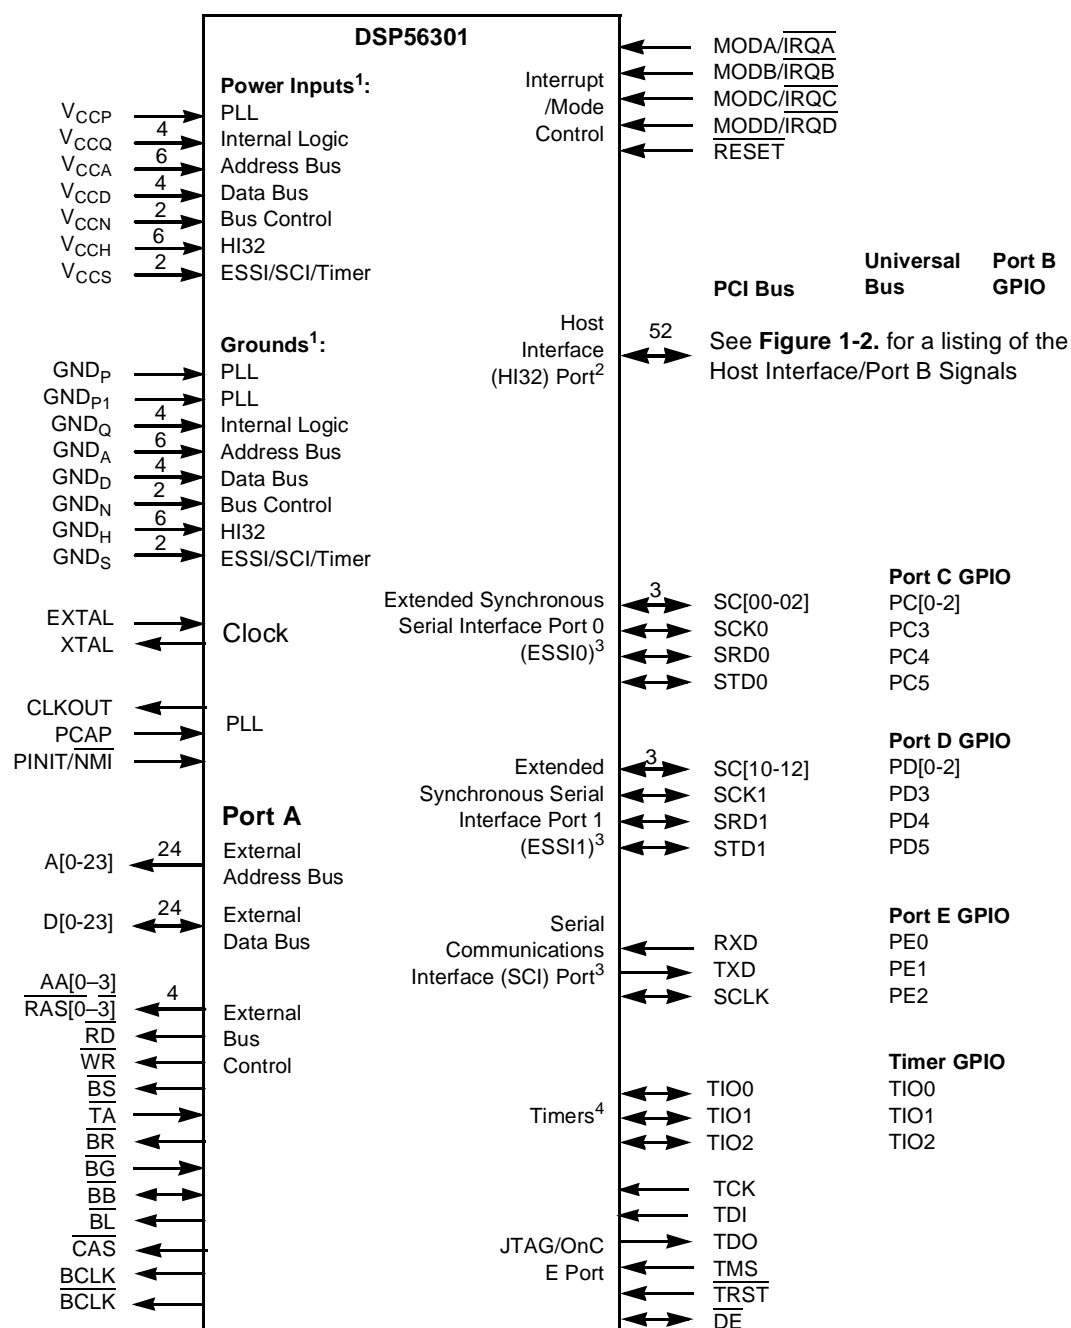 DSP56301
Power Inputs1:
VCCP PLL
VCCQ 4 Internal Logic
VCCA 6 Address Bus
VCCD 4 Data Bus
VCCN 2 Bus Control
VCCH 6 HI32
VCCS 2 ESSI/SCI/Timer
Grounds1:
GNDP PLL
GNDP1 PLL
GNDQ 4 Internal Logic
GNDA 6 Address Bus
GNDD 4 Data Bus
GNDN 2 Bus Control
GNDH 6 HI32
GNDS 2 ESSI/SCI/Timer
EXTAL
XTAL
Clock
CLKOUT
PCAP
PINIT/NMI
PLL
Port A
A[0-23] 24 External
Address Bus
D[0-23] 24 External
Data Bus
AA[0–3]
RAS[0–3] 4 External
RD Bus
WR Control
BS
TA
BR
BG
BB
BL
CAS
BCLK
BCLK
Interrupt
/Mode
Control
MODA/IRQA
MODB/IRQB
MODC/IRQC
MODD/IRQD
RESET
PCI Bus
Universal
Bus
Port B
GPIO
Host
Interface
(HI32) Port2
52
See Figure 1-2. for a listing of the
Host Interface/Port B Signals
Port C GPIO
Extended Synchronous
Serial Interface Port 0
(ESSI0)3
3 SC[00-02] PC[0-2]
SCK0 PC3
SRD0 PC4
STD0 PC5
Port D GPIO
Extended
Synchronous Serial
Interface Port 1
(ESSI1)3
3 SC[10-12] PD[0-2]
SCK1 PD3
SRD1 PD4
STD1 PD5
Port E GPIO
Serial
Communications
Interface (SCI) Port3
RXD PE0
TXD PE1
SCLK PE2
Timer GPIO
Timers4
TIO0 TIO0
TIO1 TIO1
TIO2 TIO2
JTAG/OnC
E Port
TCK
TDI
TDO
TMS
TRST
DE